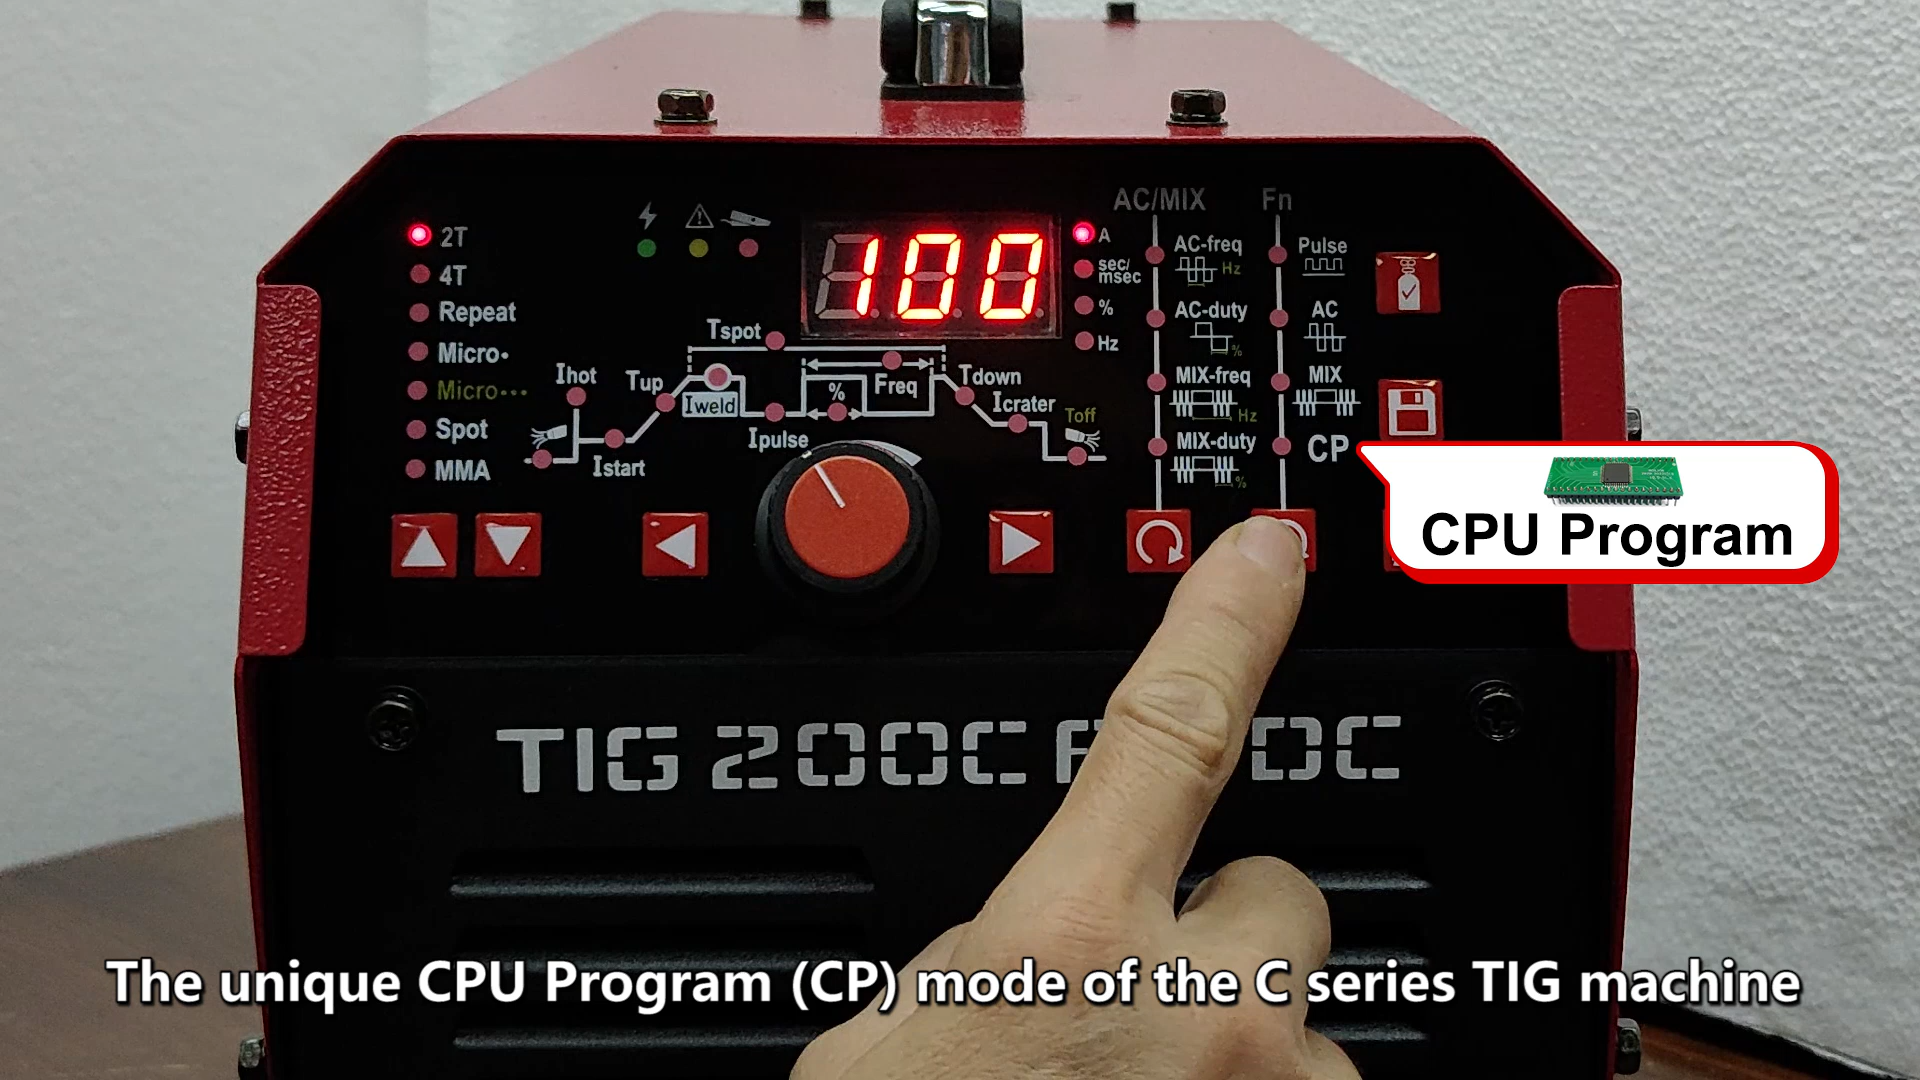 AC/MIX Fn
2T
4T
Repeat
Micro•
Micro•••
Spot
MMA
100
A
sec/
msec
%
Hz
Tspot
Ihot
Tup
Iweld
Istart
Ipulse
%
Freq
Tdown
Icrater
Toff
AC-freq
Hz
AC-duty
%
MIX-freq
Hz
MIX-duty
%
Pulse
AC
MIX
CP
CPU Program
TIG 200C
DC
The unique CPU Program (CP) mode of the C series TIG machine